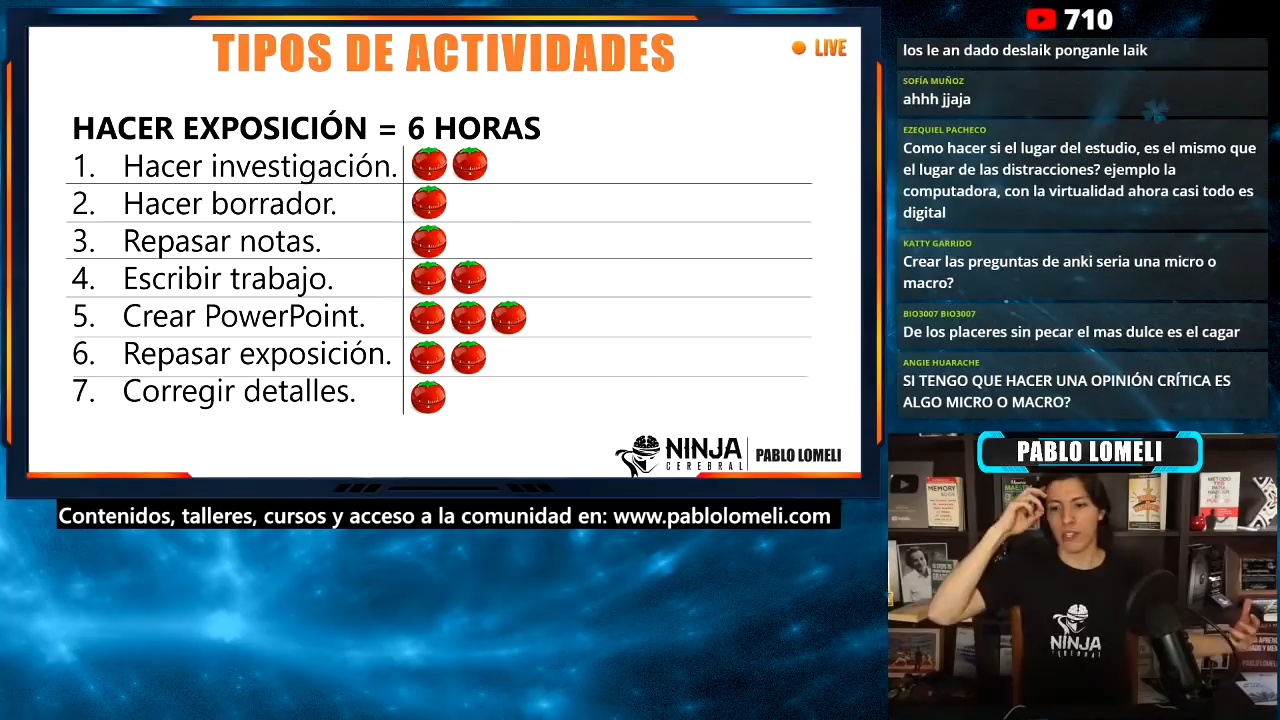 TIPOS DE ACTIVIDADES
LIVE
HACER EXPOSICIÓN = 6 HORAS
1. Hacer investigación.
2. Hacer borrador.
3. Repasar notas.
4. Escribir trabajo.
5. Crear PowerPoint.
6. Repasar exposición.
7. Corregir detalles.
NINJA
CEREBRAL
PABLO LOMELI
Contenidos, talleres, cursos y acceso a la comunidad en: www.pablolomeli.com
710
los le an dado deslaik ponganle laik
SOFÍA MUÑOZ
ahhh jjaja
EZEQUIEL PACHECO
Como hacer si el lugar del estudio, es el mismo que
el lugar de las distracciones? ejemplo la
computadora, con la virtualidad ahora casi todo es
digital
KATTY GARRIDO
Crear las preguntas de anki seria una micro o
macro?
BIO3007 BIO3007
De los placeres sin pecar el mas dulce es el cagar
ANGIE HUARACHE
SI TENGO QUE HACER UNA OPINIÓN CRÍTICA ES
ALGO MICRO O MACRO?
PABLO LOMELI
MEMORY
NINJA
CEREBRAL